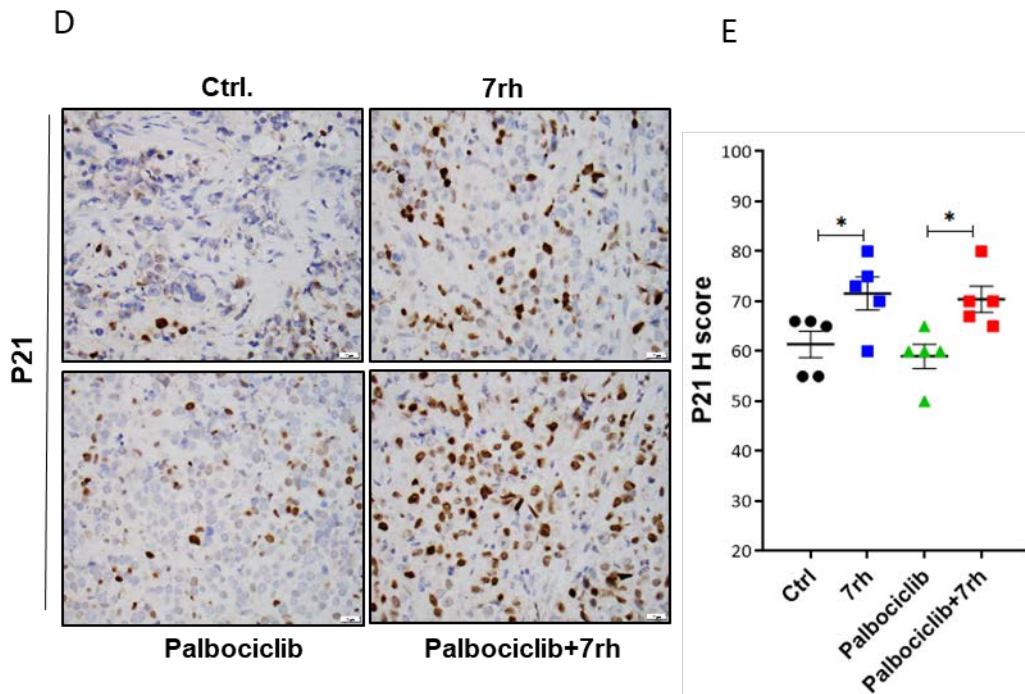 D
E
Ctrl.
7rh
P21
Palbociclib
Palbociclib+7rh
P21 H score
100
90
80
70
60
50
40
30
20
*
*
Ctrl
7rh
Palbociclib
Palbociclib+7rh